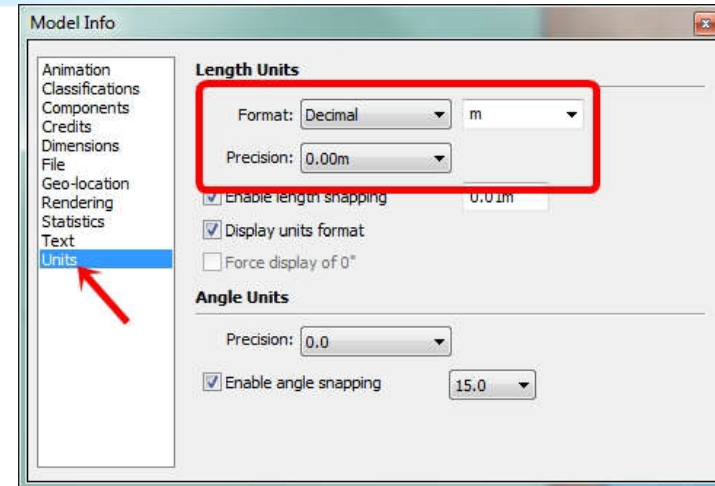 Model Info
Animation
Classifications
Components
Credits
Dimensions
File
Geo-location
Rendering
Statistics
Text
Units
Length Units
Format: Decimal m
Precision: 0.00m
Enable length snapping 0.01m
Display units format
Force display of 0"
Angle Units
Precision: 0.0
Enable angle snapping 15.0